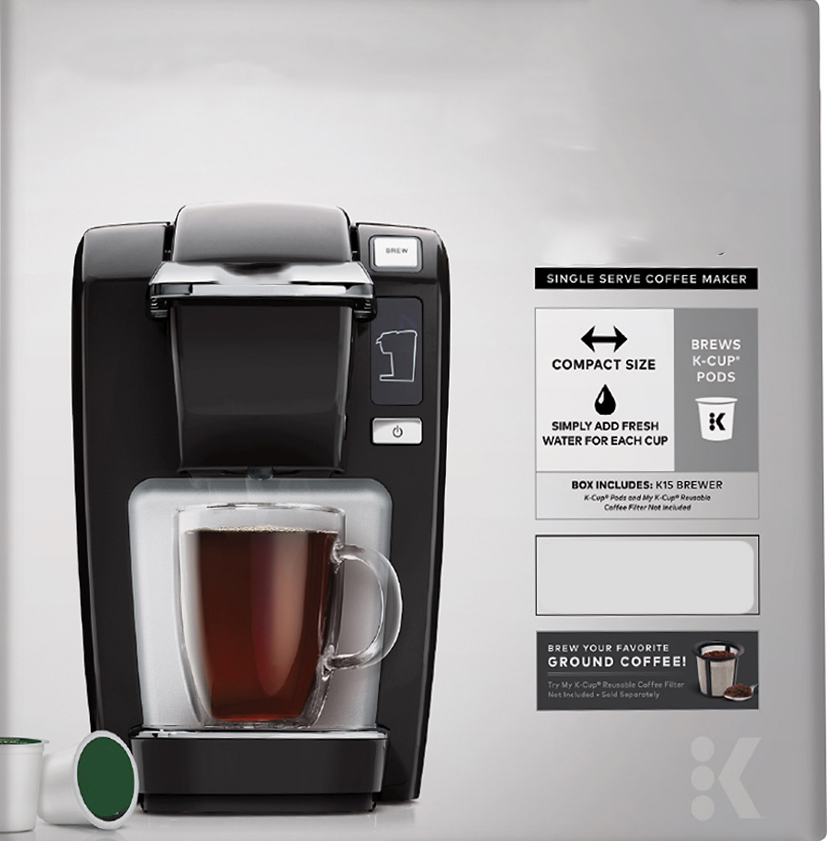 BREW
SINGLE SERVE COFFEE MAKER
COMPACT SIZE
SIMPLY ADD FRESH
WATER FOR EACH CUP
BREWS
K-CUP®
PODS
K
BOX INCLUDES: K15 BREWER
K-Cup® Pods and My K-Cup® Reusable
Coffee Filter Not Included
BREW YOUR FAVORITE
GROUND COFFEE!
Try My K-Cup® Reusable Coffee Filter
Not Included • Sold Separately
K